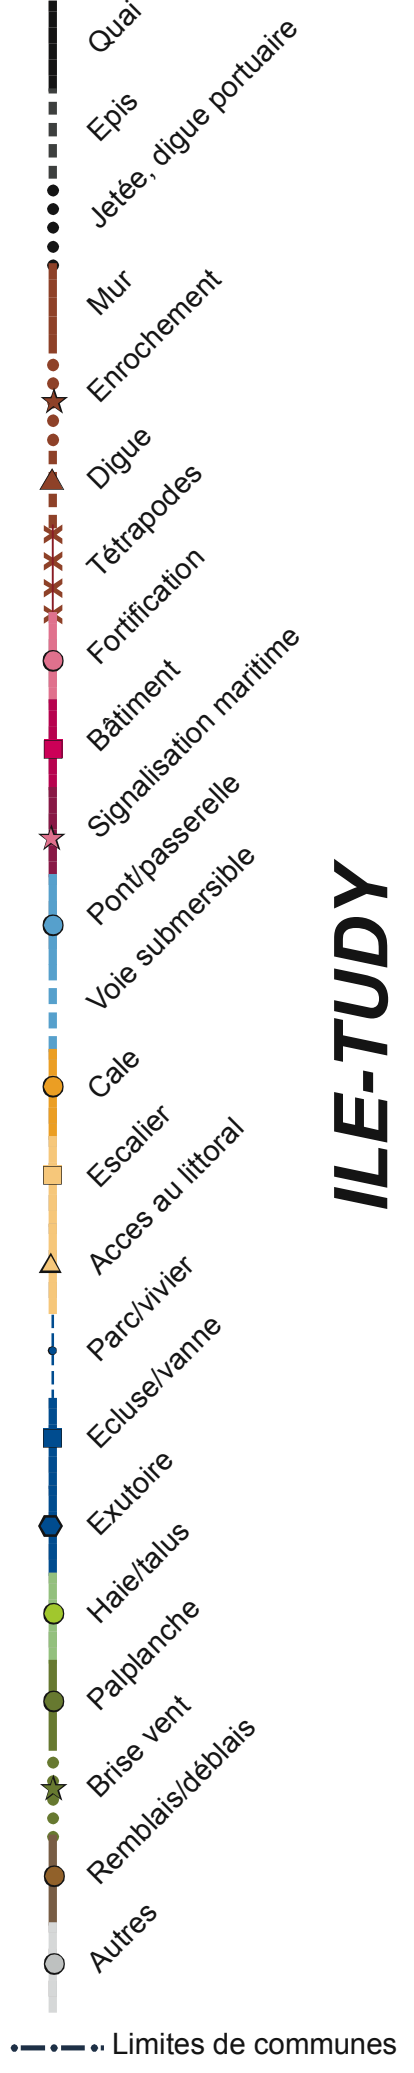 Quai
Epis
Jetée, digue portuaire
Mur
Enrochement
Digue
Tétrapodes
Fortification
Bâtiment
Signalisation maritime
Pont/passerelle
Voie submersible
Cale
Escalier
Acces au littoral
Parc/vivier
Ecluse/vanne
Exutoire
Haie/talus
Palplanche
Brise vent
Remblais/déblais
Autres
Limites de communes
ILE-TUDY